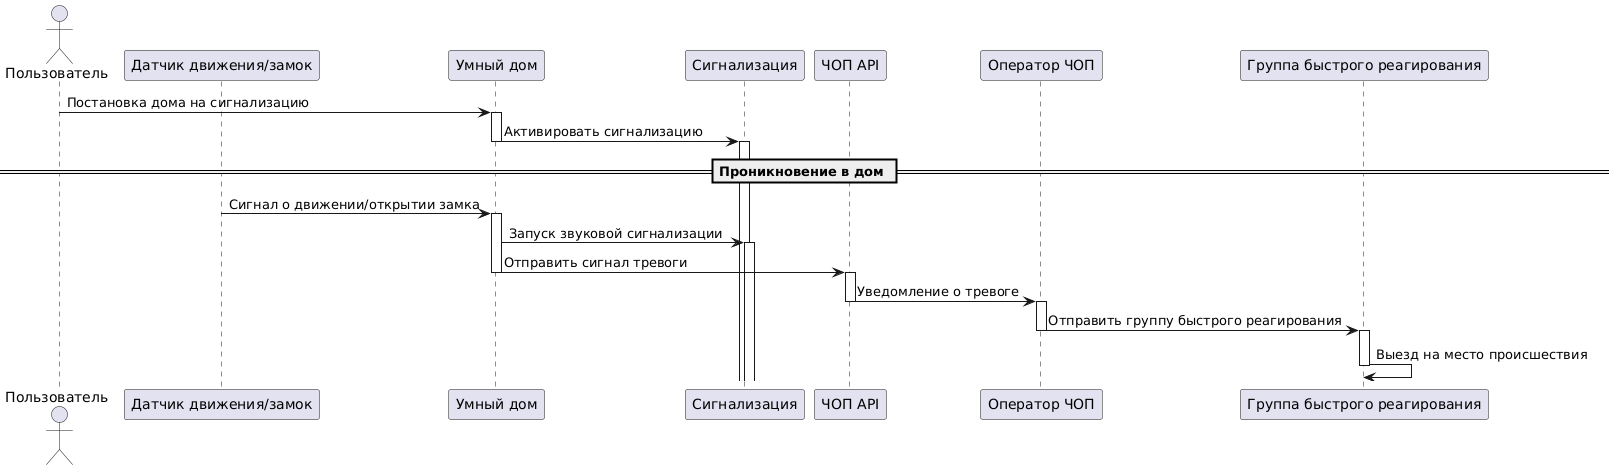 Пользователь
Датчик движения/замок
Умный дом
Сигнализация
ЧОП API
Оператор ЧОП
Группа быстрого реагирования
Постановка дома на сигнализацию
Активировать сигнализацию
Проникновение в дом
Сигнал о движении/открытии замка
Запуск звуковой сигнализации
Отправить сигнал тревоги
Уведомление о тревоге
Отправить группу быстрого реагирования
Выезд на место происшествия
Пользователь
Датчик движения/замок
Умный дом
Сигнализация
ЧОП API
Оператор ЧОП
Группа быстрого реагирования